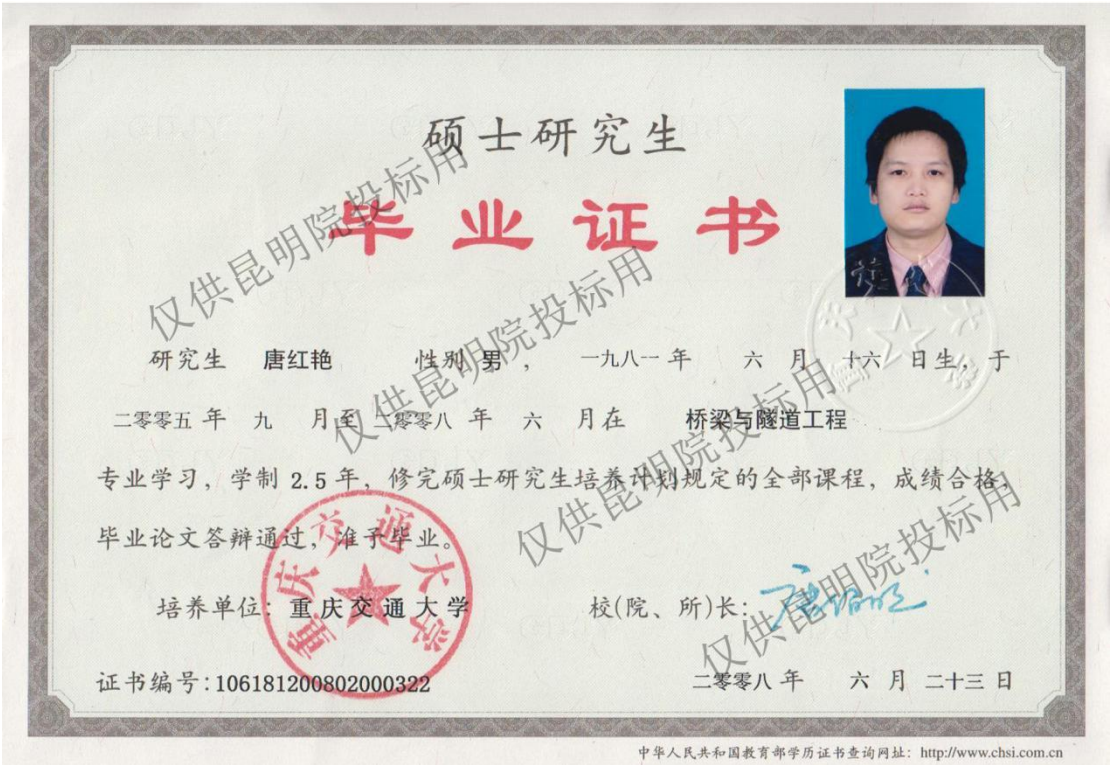 硕士研究生
毕业证书
研究生 唐红艳 性别 男，一九八一年 六 月 十六 日生，于
二零零五年 九 月至 二零零八 年 六 月在 桥梁与隧道工程
专业学习，学制 2.5 年，修完硕士研究生培养计划规定的全部课程，成绩合格，
毕业论文答辩通过，准予毕业。
培养单位：重庆交通大学 校(院、所)长：
证书编号：106181200802000322 二零零八 年 六 月 二十三 日
中华人民共和国教育部学历证书查询网址：http://www.chsi.com.cn
重庆交通大学
仅供昆明院投标用
仅供昆明院投标用
仅供昆明院投标用
仅供昆明院投标用